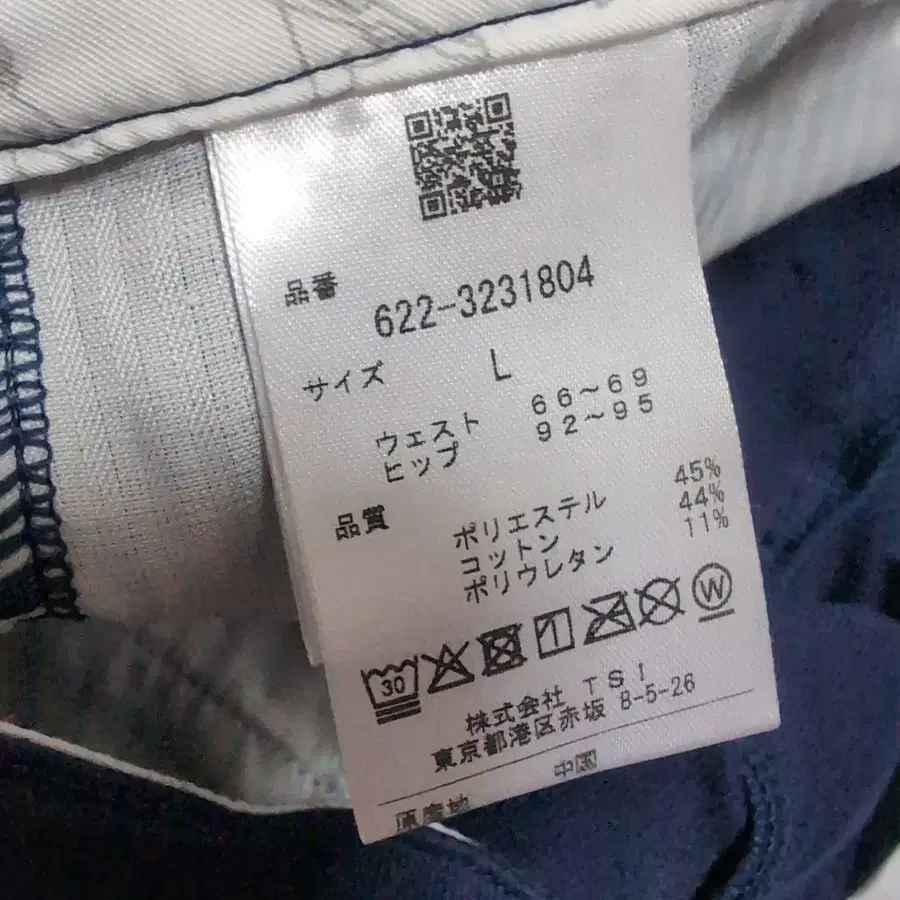 品番 622-3231804
サイズ L
ウェスト 66～69
ヒップ 92～95
品質 ポリエステル 45%
コットン 44%
ポリウレタン 11%
30 W
株式会社 TSI
東京都港区赤坂 8-5-26
原産地 中国